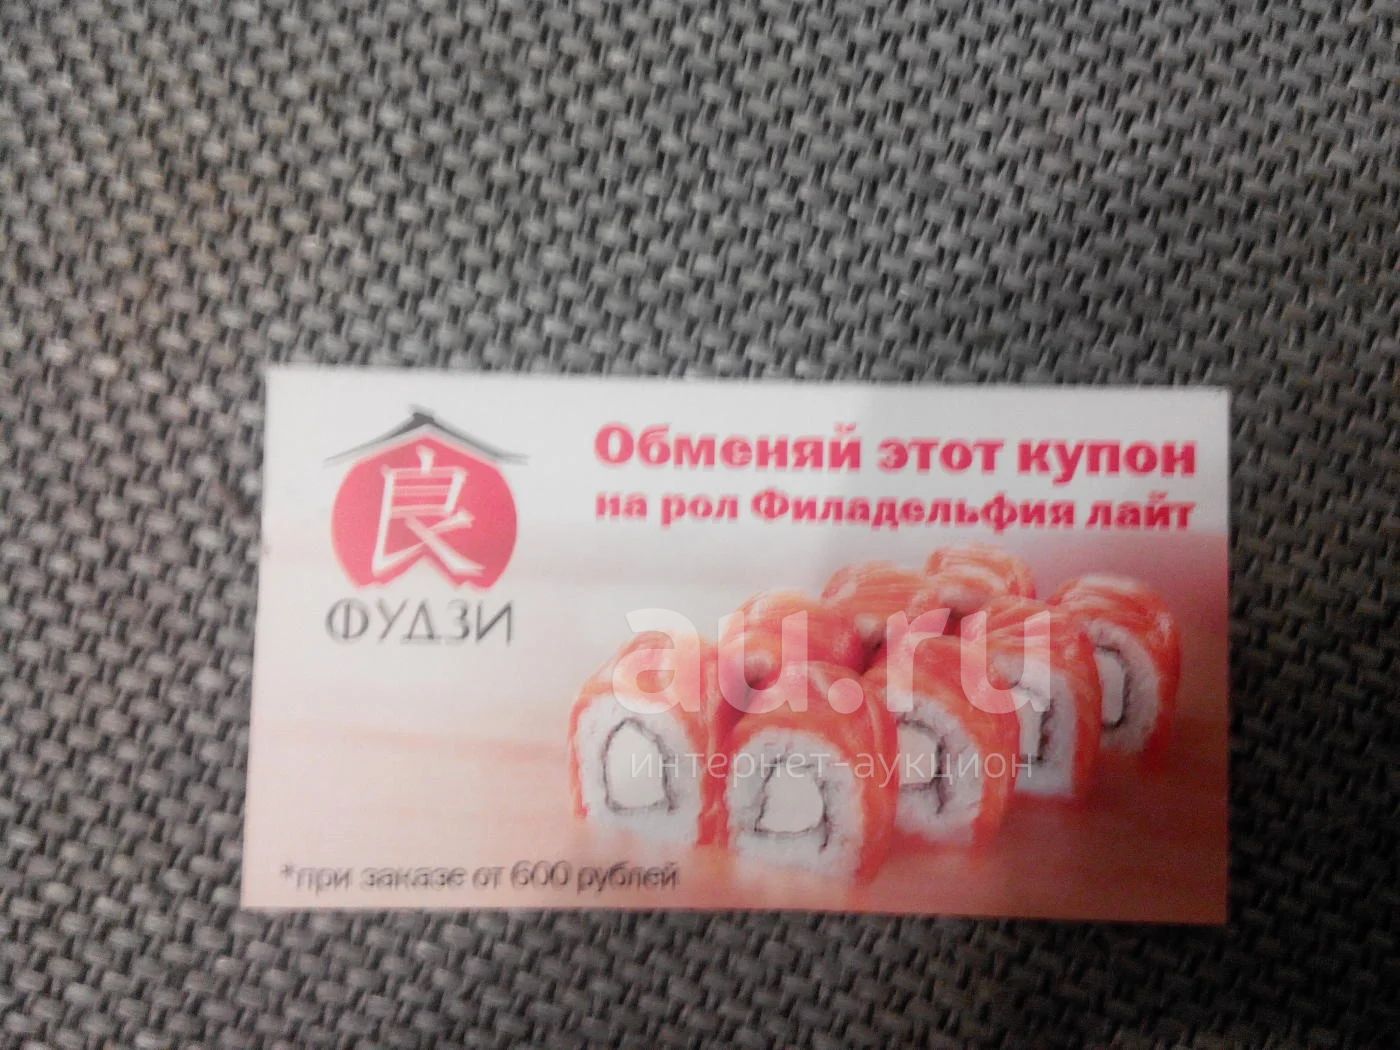 Обменяй этот купон
на рол Филадельфия лайт
良
ФУДЗИ
au.ru
интернет-аукцион
*при заказе от 600 рублей